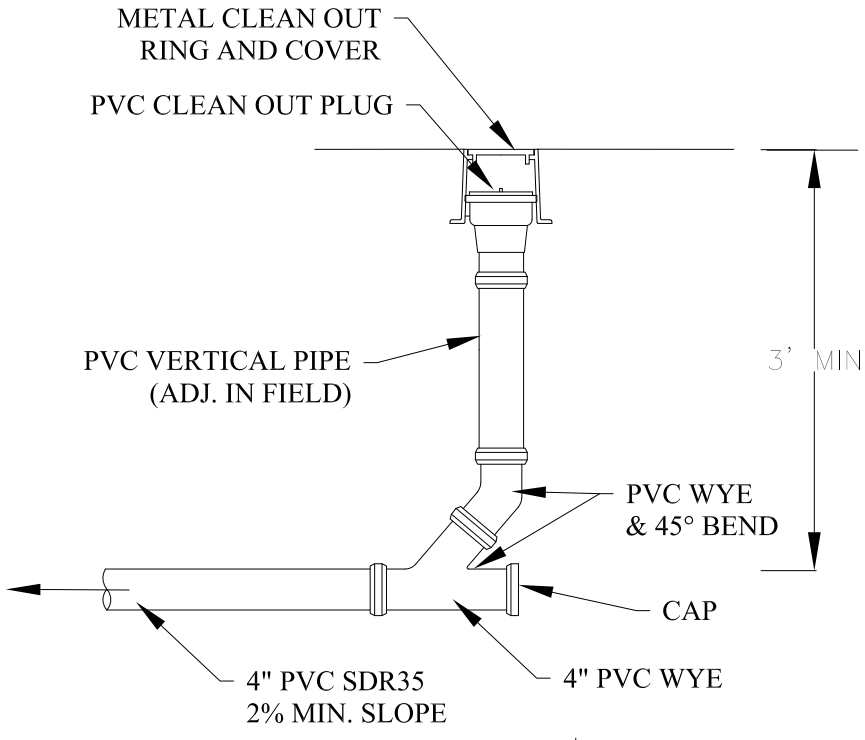 METAL CLEAN OUT
RING AND COVER
PVC CLEAN OUT PLUG
PVC VERTICAL PIPE
(ADJ. IN FIELD)
3' MIN
PVC WYE
& 45° BEND
CAP
4" PVC SDR35
2% MIN. SLOPE
4" PVC WYE